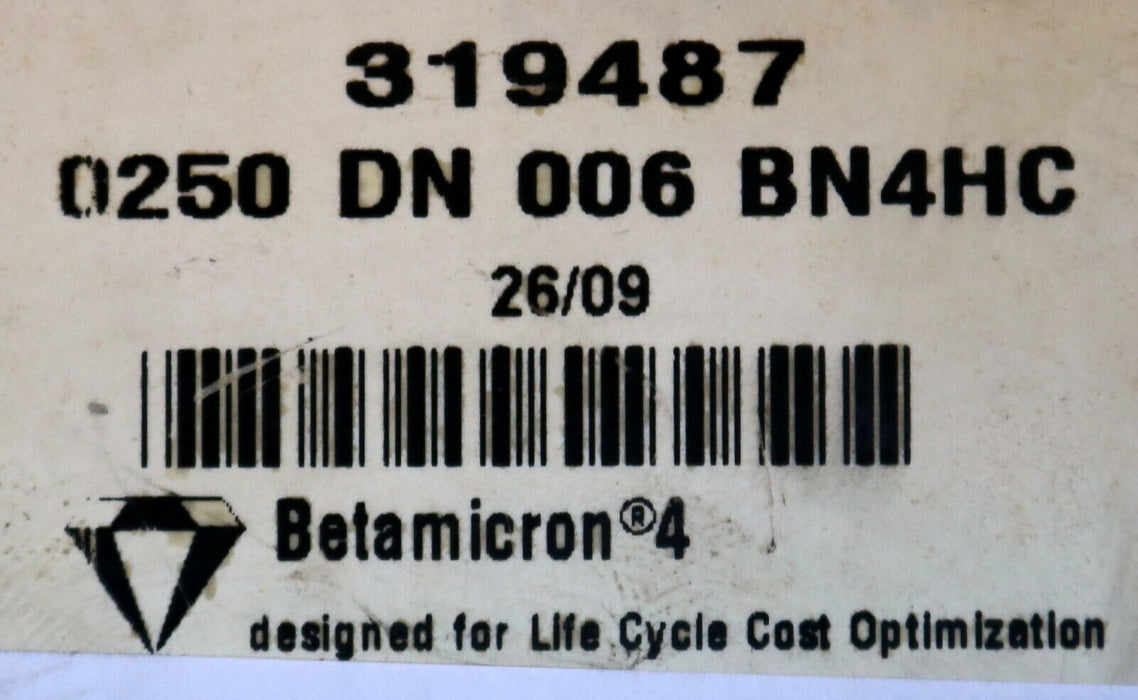 319487
0250 DN 006 BN4HC
26/09
Betamicron®4
designed for Life Cycle Cost Optimization